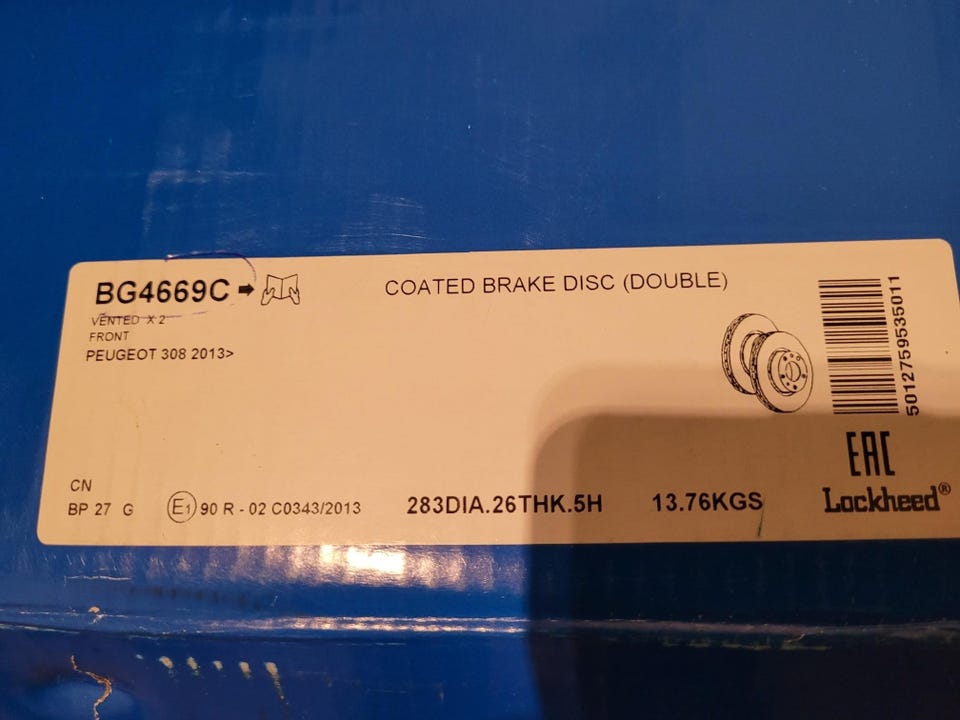 BG4669C
COATED BRAKE DISC (DOUBLE)
VENTED X 2
FRONT
PEUGEOT 308 2013>
5012759535011
CN
BP 27 G
E1 90 R - 02 C0343/2013
283DIA.26THK.5H
13.76KGS
EAC
Lockheed®